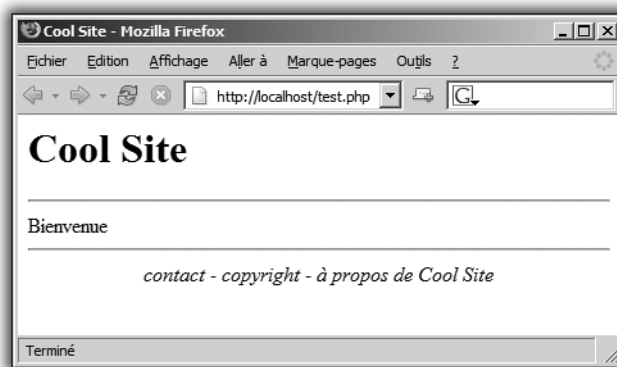 Cool Site - Mozilla Firefox
Fichier Edition Affichage Aller à Marque-pages Outils ?
http://localhost/test.php G
Cool Site
Bienvenue
contact - copyright - à propos de Cool Site
Terminé